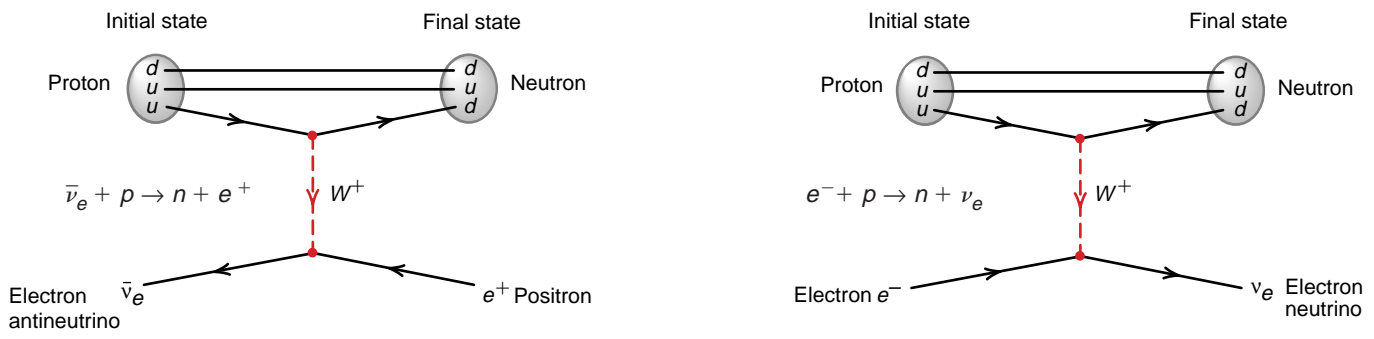 Initial state
Final state
Proton
d
u
u
d
u
d
Neutron
ν̅e + p → n + e⁺
W⁺
Electron
antineutrino
ν̅e
e⁺ Positron
Initial state
Final state
Proton
d
u
u
d
u
d
Neutron
e⁻ + p → n + νe
W⁺
Electron e⁻
νe Electron
neutrino